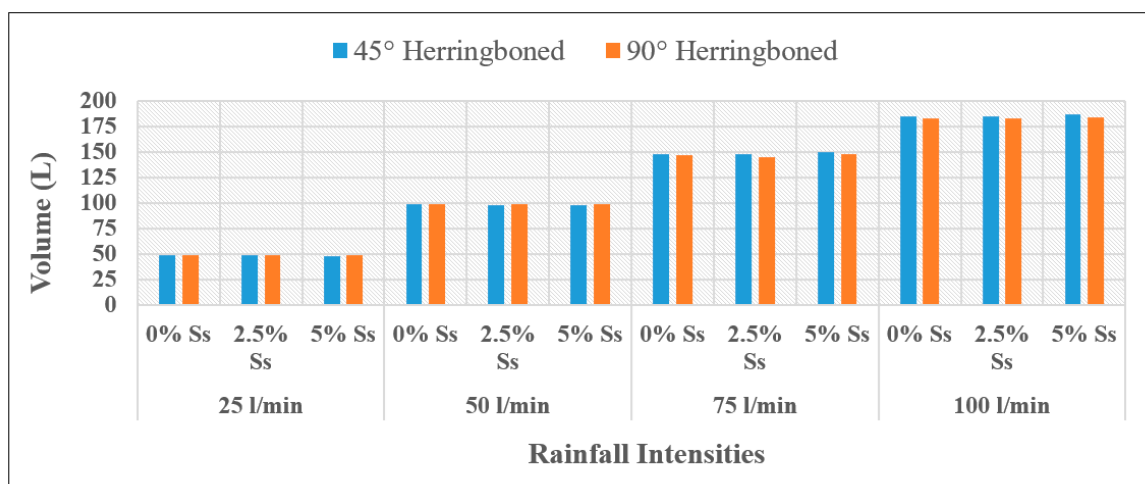 45° Herringboned 90° Herringboned
Volume (L)
200
175
150
125
100
75
50
25
0
0% Ss 2.5% Ss 5% Ss 0% Ss 2.5% Ss 5% Ss 0% Ss 2.5% Ss 5% Ss 0% Ss 2.5% Ss 5% Ss
25 l/min 50 l/min 75 l/min 100 l/min
Rainfall Intensities